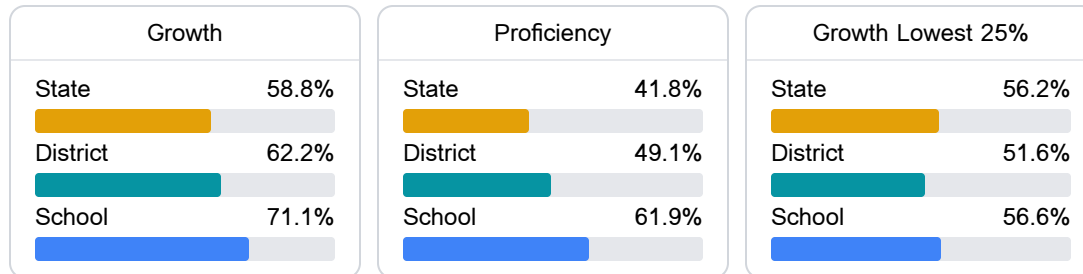 Growth
State 58.8%
District 62.2%
School 71.1%
Proficiency
State 41.8%
District 49.1%
School 61.9%
Growth Lowest 25%
State 56.2%
District 51.6%
School 56.6%